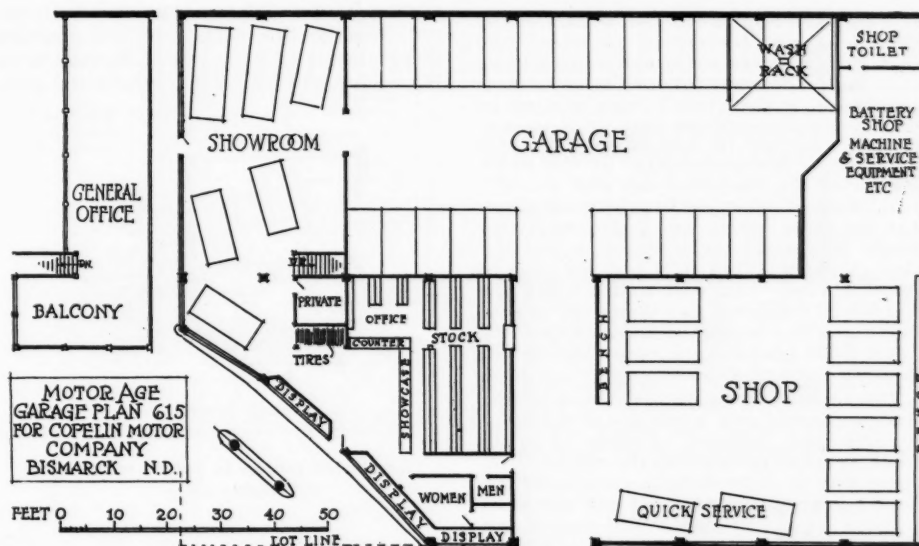 SHOP
TOILET
WASH
RACK
SHOWROOM
GARAGE
BATTERY
SHOP
MACHINE
& SERVICE
EQUIPMENT
ETC
GENERAL
OFFICE
DN.
UP.
BALCONY
PRIVATE
OFFICE
STOCK
COUNTER
TIRES
SHOWCASE
BENCH
SHOP
DISPLAY
MOTOR AGE
GARAGE PLAN 615
FOR COPELIN MOTOR
COMPANY
BISMARCK N.D.
DISPLAY
WOMEN
MEN
QUICK SERVICE
FEET 0 10 20 30 40 50
LOT LINE
DISPLAY